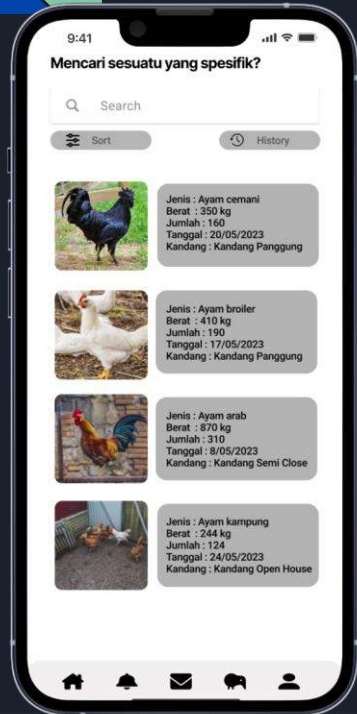 9:41
Mencari sesuatu yang spesifik?
Search
Sort
History
Jenis : Ayam cemani
Berat : 350 kg
Jumlah : 160
Tanggal : 20/05/2023
Kandang : Kandang Panggung
Jenis : Ayam broiler
Berat : 410 kg
Jumlah : 190
Tanggal : 17/05/2023
Kandang : Kandang Panggung
Jenis : Ayam arab
Berat : 870 kg
Jumlah : 310
Tanggal : 8/05/2023
Kandang : Kandang Semi Close
Jenis : Ayam kampung
Berat : 244 kg
Jumlah : 124
Tanggal : 24/05/2023
Kandang : Kandang Open House